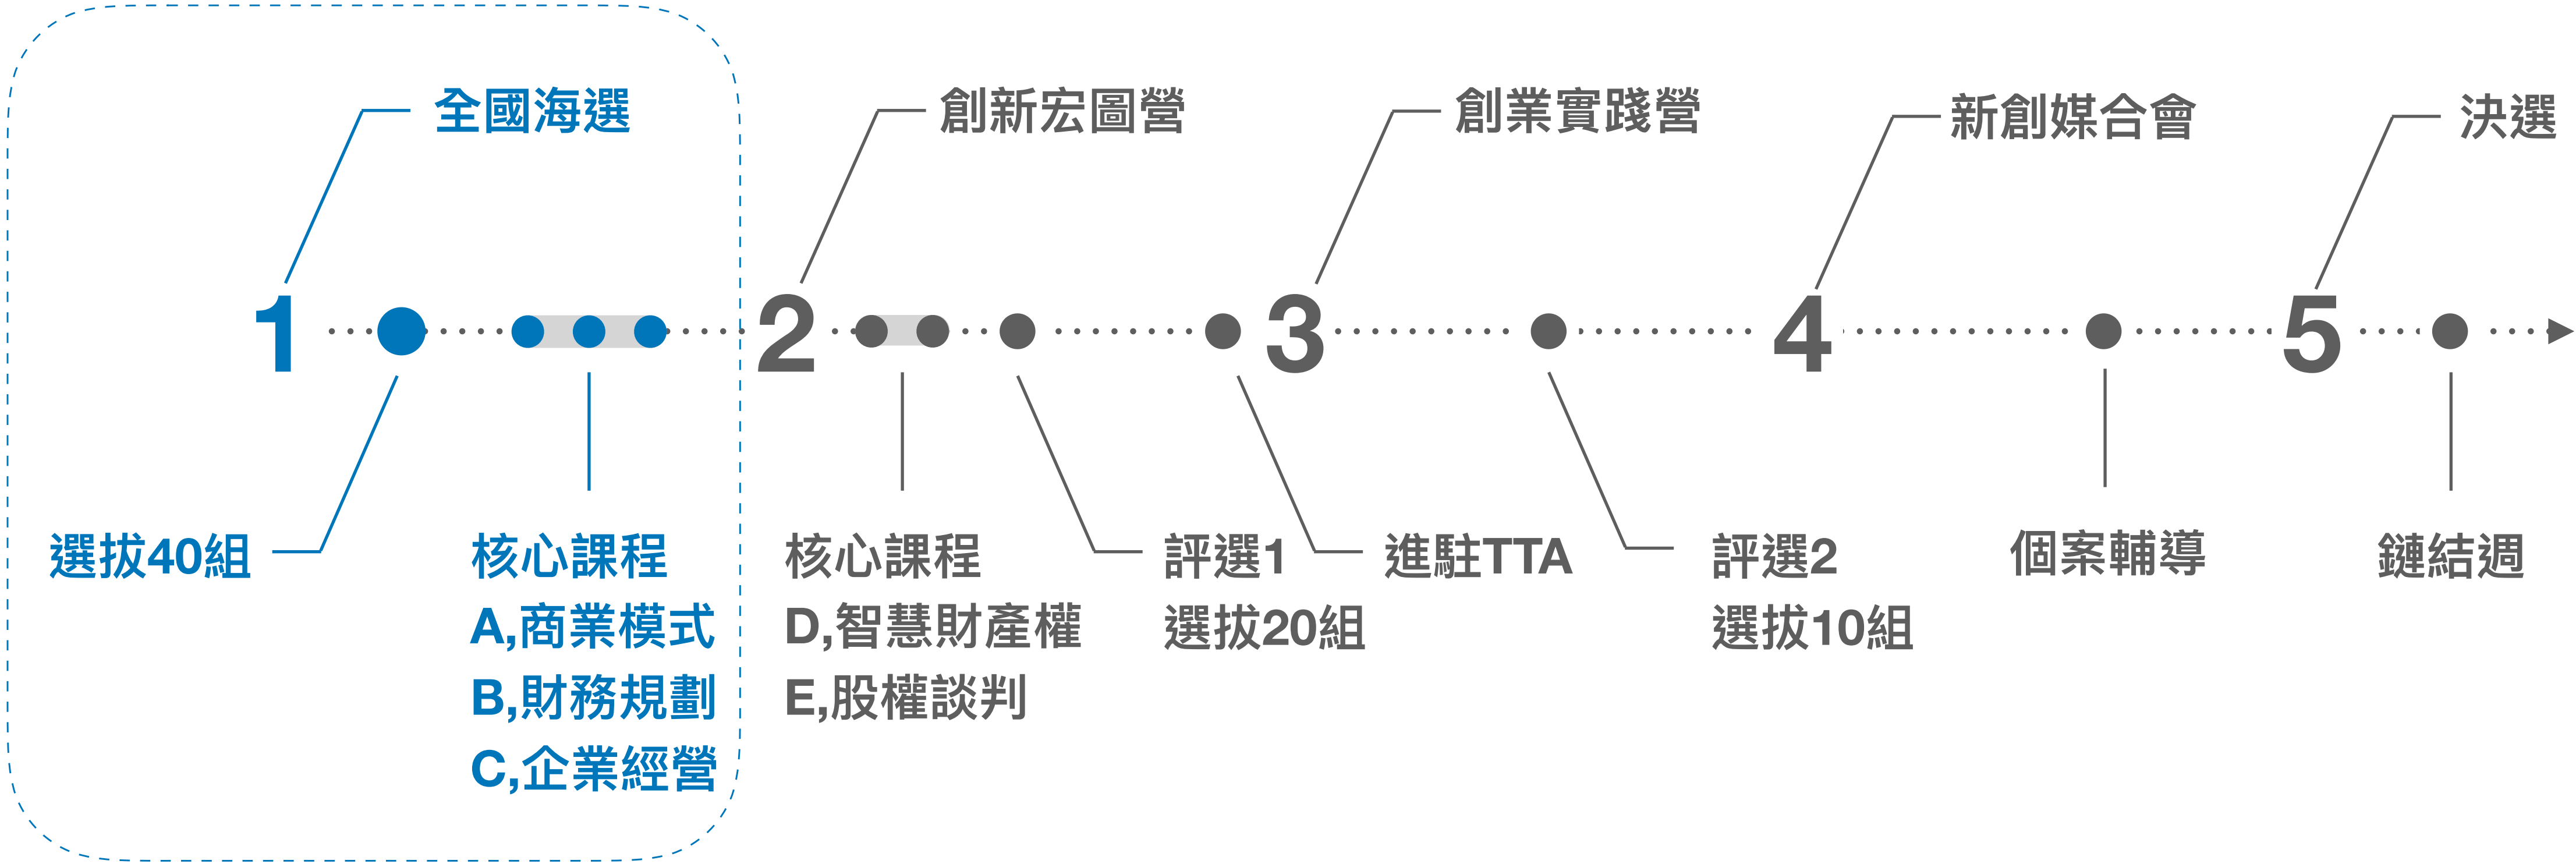 全國海選
創新宏圖營
創業實踐營
新創媒合會
決選
1
2
3
4
5
選拔40組
核心課程
A,商業模式
B,財務規劃
C,企業經營
核心課程
D,智慧財產權
E,股權談判
評選1
選拔20組
進駐TTA
評選2
選拔10組
個案輔導
鏈結週